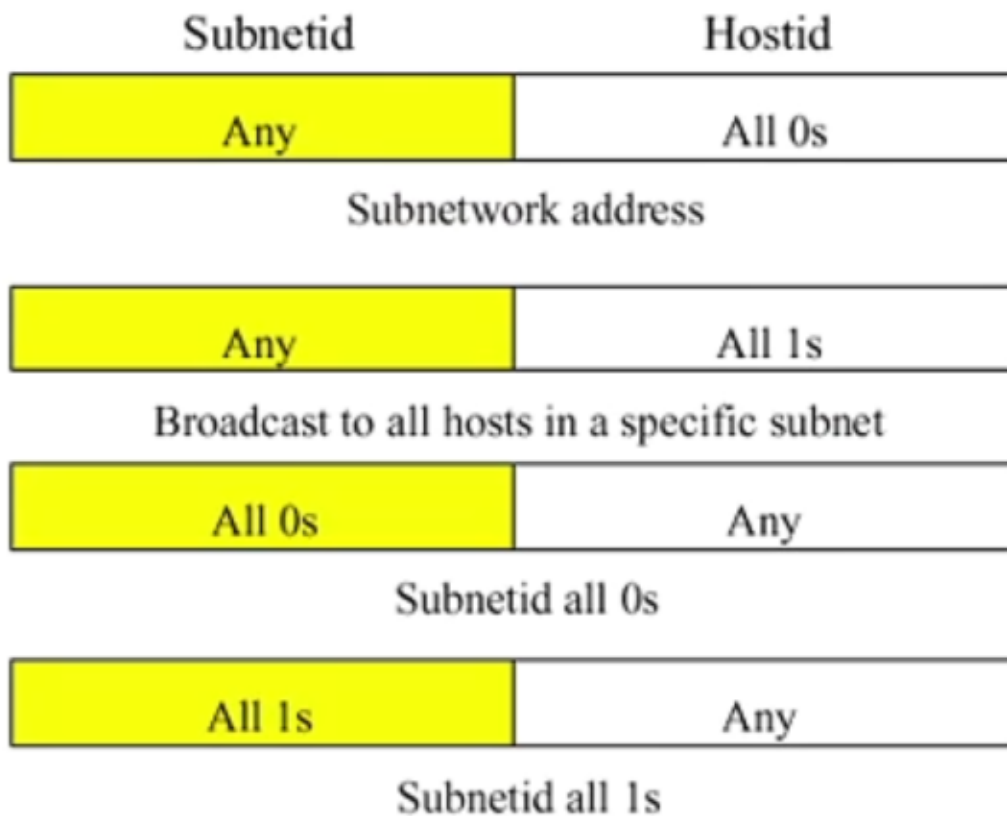 Subnetid Hostid
Any All 0s
Subnetwork address
Any All 1s
Broadcast to all hosts in a specific subnet
All 0s Any
Subnetid all 0s
All 1s Any
Subnetid all 1s